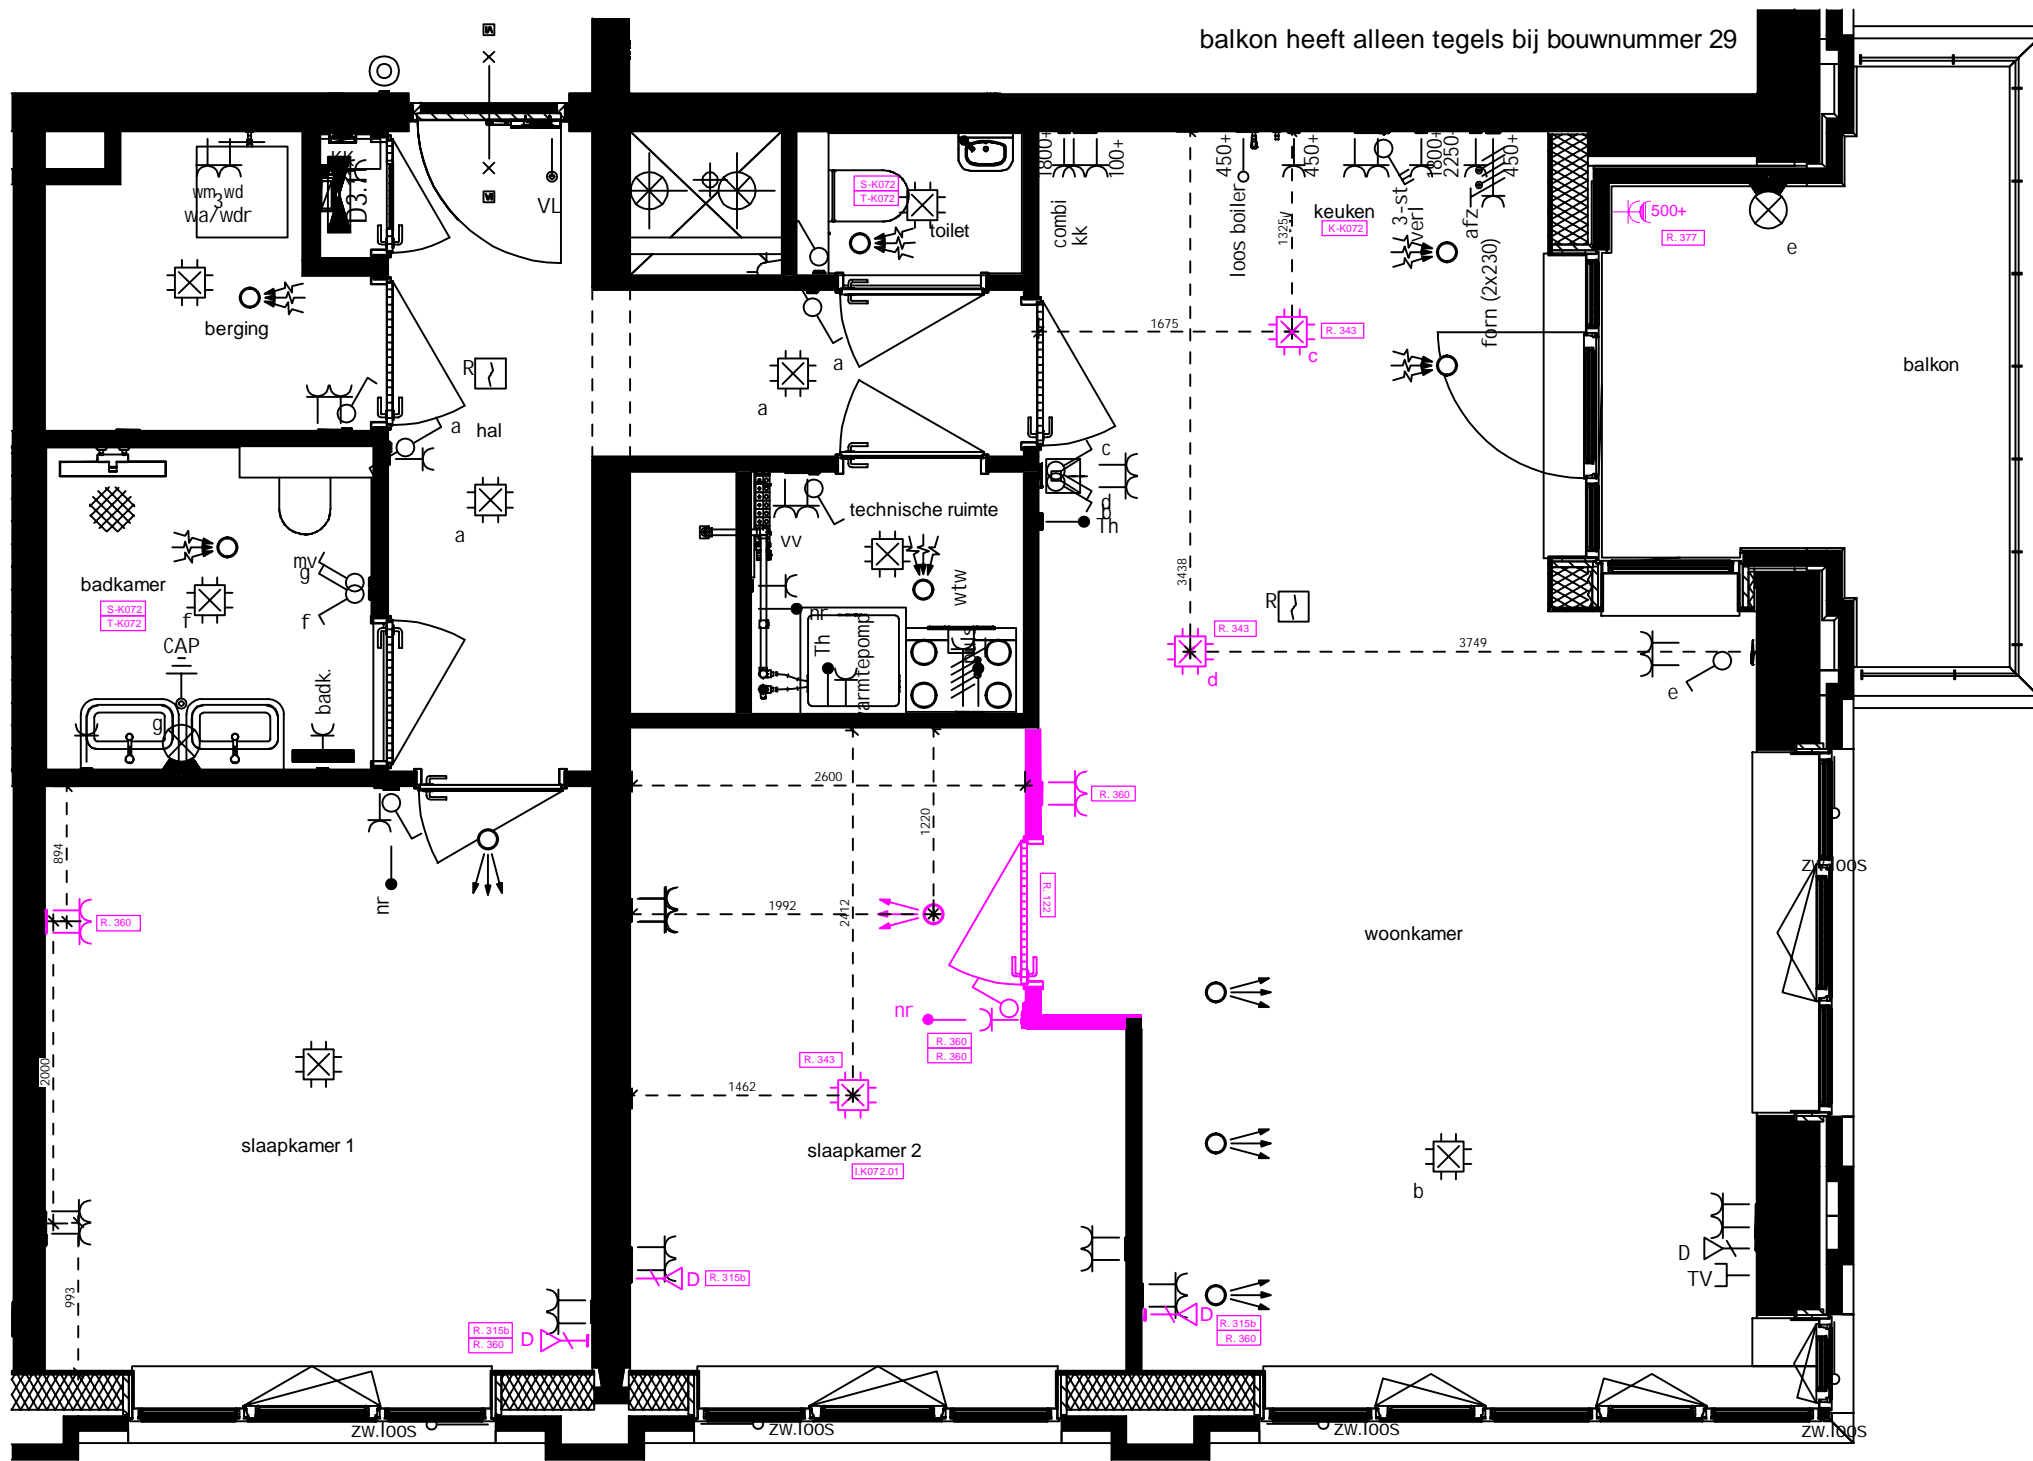 balkon heeft alleen tegels bij bouwnummer 29
KK
D3.1
VL
wm 3 wd
wa/wdr
berging
S-K072
T-K072
toilet
1800+
100+
combi
kk
450+
loos boiler
450+
1325
keuken
K-K072
3-st
verl
1800+
2250-
afz
450+
forn (2x230)
500+
R. 377
e
balkon
1675
R. 343
c
R
a
a
a
hal
a
c
d
b
Th
technische ruimte
vv
wtw
nr
Th
warmtepomp
mv
g
f
badkamer
S-K072
T-K072
f
CAP
g
badk.
3438
R
R. 343
d
3749
e
2600
1220
R. 360
894
nr
R. 360
1992
2412
R. 122
woonkamer
zw.loos
nr
R. 360
R. 360
R. 343
1462
2000
slaapkamer 1
slaapkamer 2
I.K072.01
b
D
TV
993
D
R. 315b
D
R. 315b
R. 360
R. 315b
R. 360
D
zw.loos
zw.loos
zw.loos
zw.loos